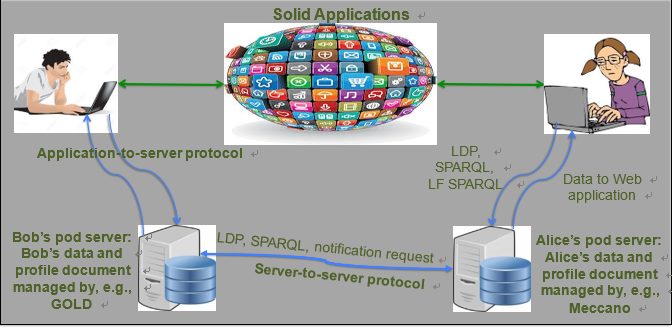 Solid Applications
Application-to-server protocol
LDP,
SPARQL,
LF SPARQL
Data to Web
application
Bob's pod server:
Bob's data and
profile document
managed by, e.g.,
GOLD
LDP, SPARQL, notification request
Server-to-server protocol
Alice's pod server:
Alice's data and
profile document
managed by, e.g.,
Meccano